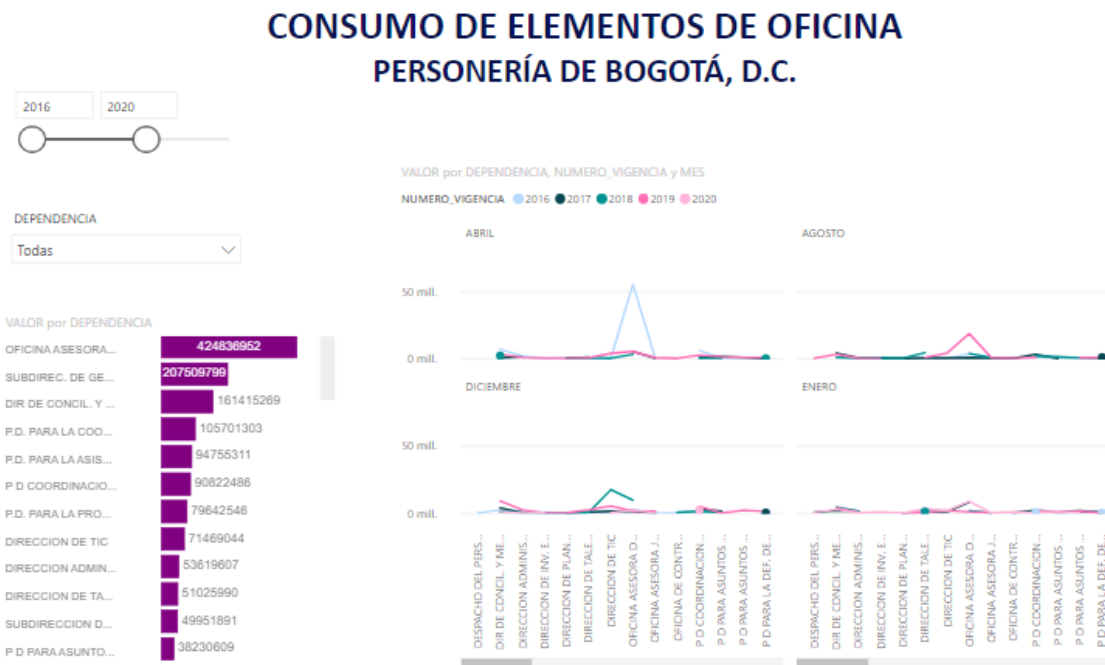 CONSUMO DE ELEMENTOS DE OFICINA
PERSONERÍA DE BOGOTÁ, D.C.
2016
2020
DEPENDENCIA
Todas
VALOR por DEPENDENCIA
OFICINA ASESORA... 424836952
SUBDIREC. DE GE... 207509799
DIR DE CONCIL. Y ... 161415269
P.D. PARA LA COO... 105701303
P.D. PARA LA ASIS... 94755311
P D COORDINACIO... 90822486
P.D. PARA LA PRO... 79642546
DIRECCION DE TIC 71469044
DIRECCION ADMIN... 53619607
DIRECCION DE TA... 51025990
SUBDIRECCION D... 49951891
P D PARA ASUNTO... 38230609
VALOR por DEPENDENCIA, NUMERO_VIGENCIA y MES
NUMERO_VIGENCIA 2016 2017 2018 2019 2020
ABRIL
AGOSTO
50 mill.
0 mill.
DICIEMBRE
ENERO
50 mill.
0 mill.
DESPACHO DEL PERS...
DIR DE CONCIL. Y ME...
DIRECCION ADMINIS...
DIRECCION DE INV. E...
DIRECCION DE PLAN...
DIRECCION DE TALE...
DIRECCION DE TIC
OFICINA ASESORA D...
OFICINA ASESORA J...
OFICINA DE CONTR...
P D COORDINACION...
P D PARA ASUNTOS ...
P D PARA ASUNTOS ...
P D PARA LA DEF. DE...
DESPACHO DEL PERS...
DIR DE CONCIL. Y ME...
DIRECCION ADMINIS...
DIRECCION DE INV. E...
DIRECCION DE PLAN...
DIRECCION DE TALE...
DIRECCION DE TIC
OFICINA ASESORA D...
OFICINA ASESORA J...
OFICINA DE CONTR...
P D COORDINACION...
P D PARA ASUNTOS ...
P D PARA ASUNTOS ...
P D PARA LA DEF. DE...